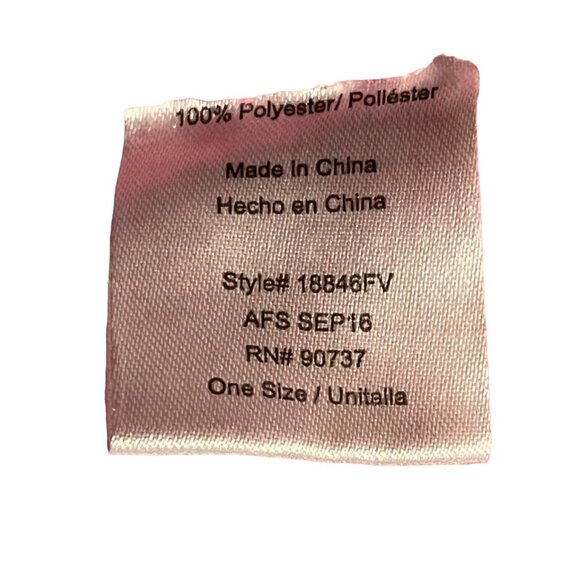 100% Polyester/ Poliéster
Made in China
Hecho en China
Style# 18846FV
AFS SEP16
RN# 90737
One Size / Unitalla